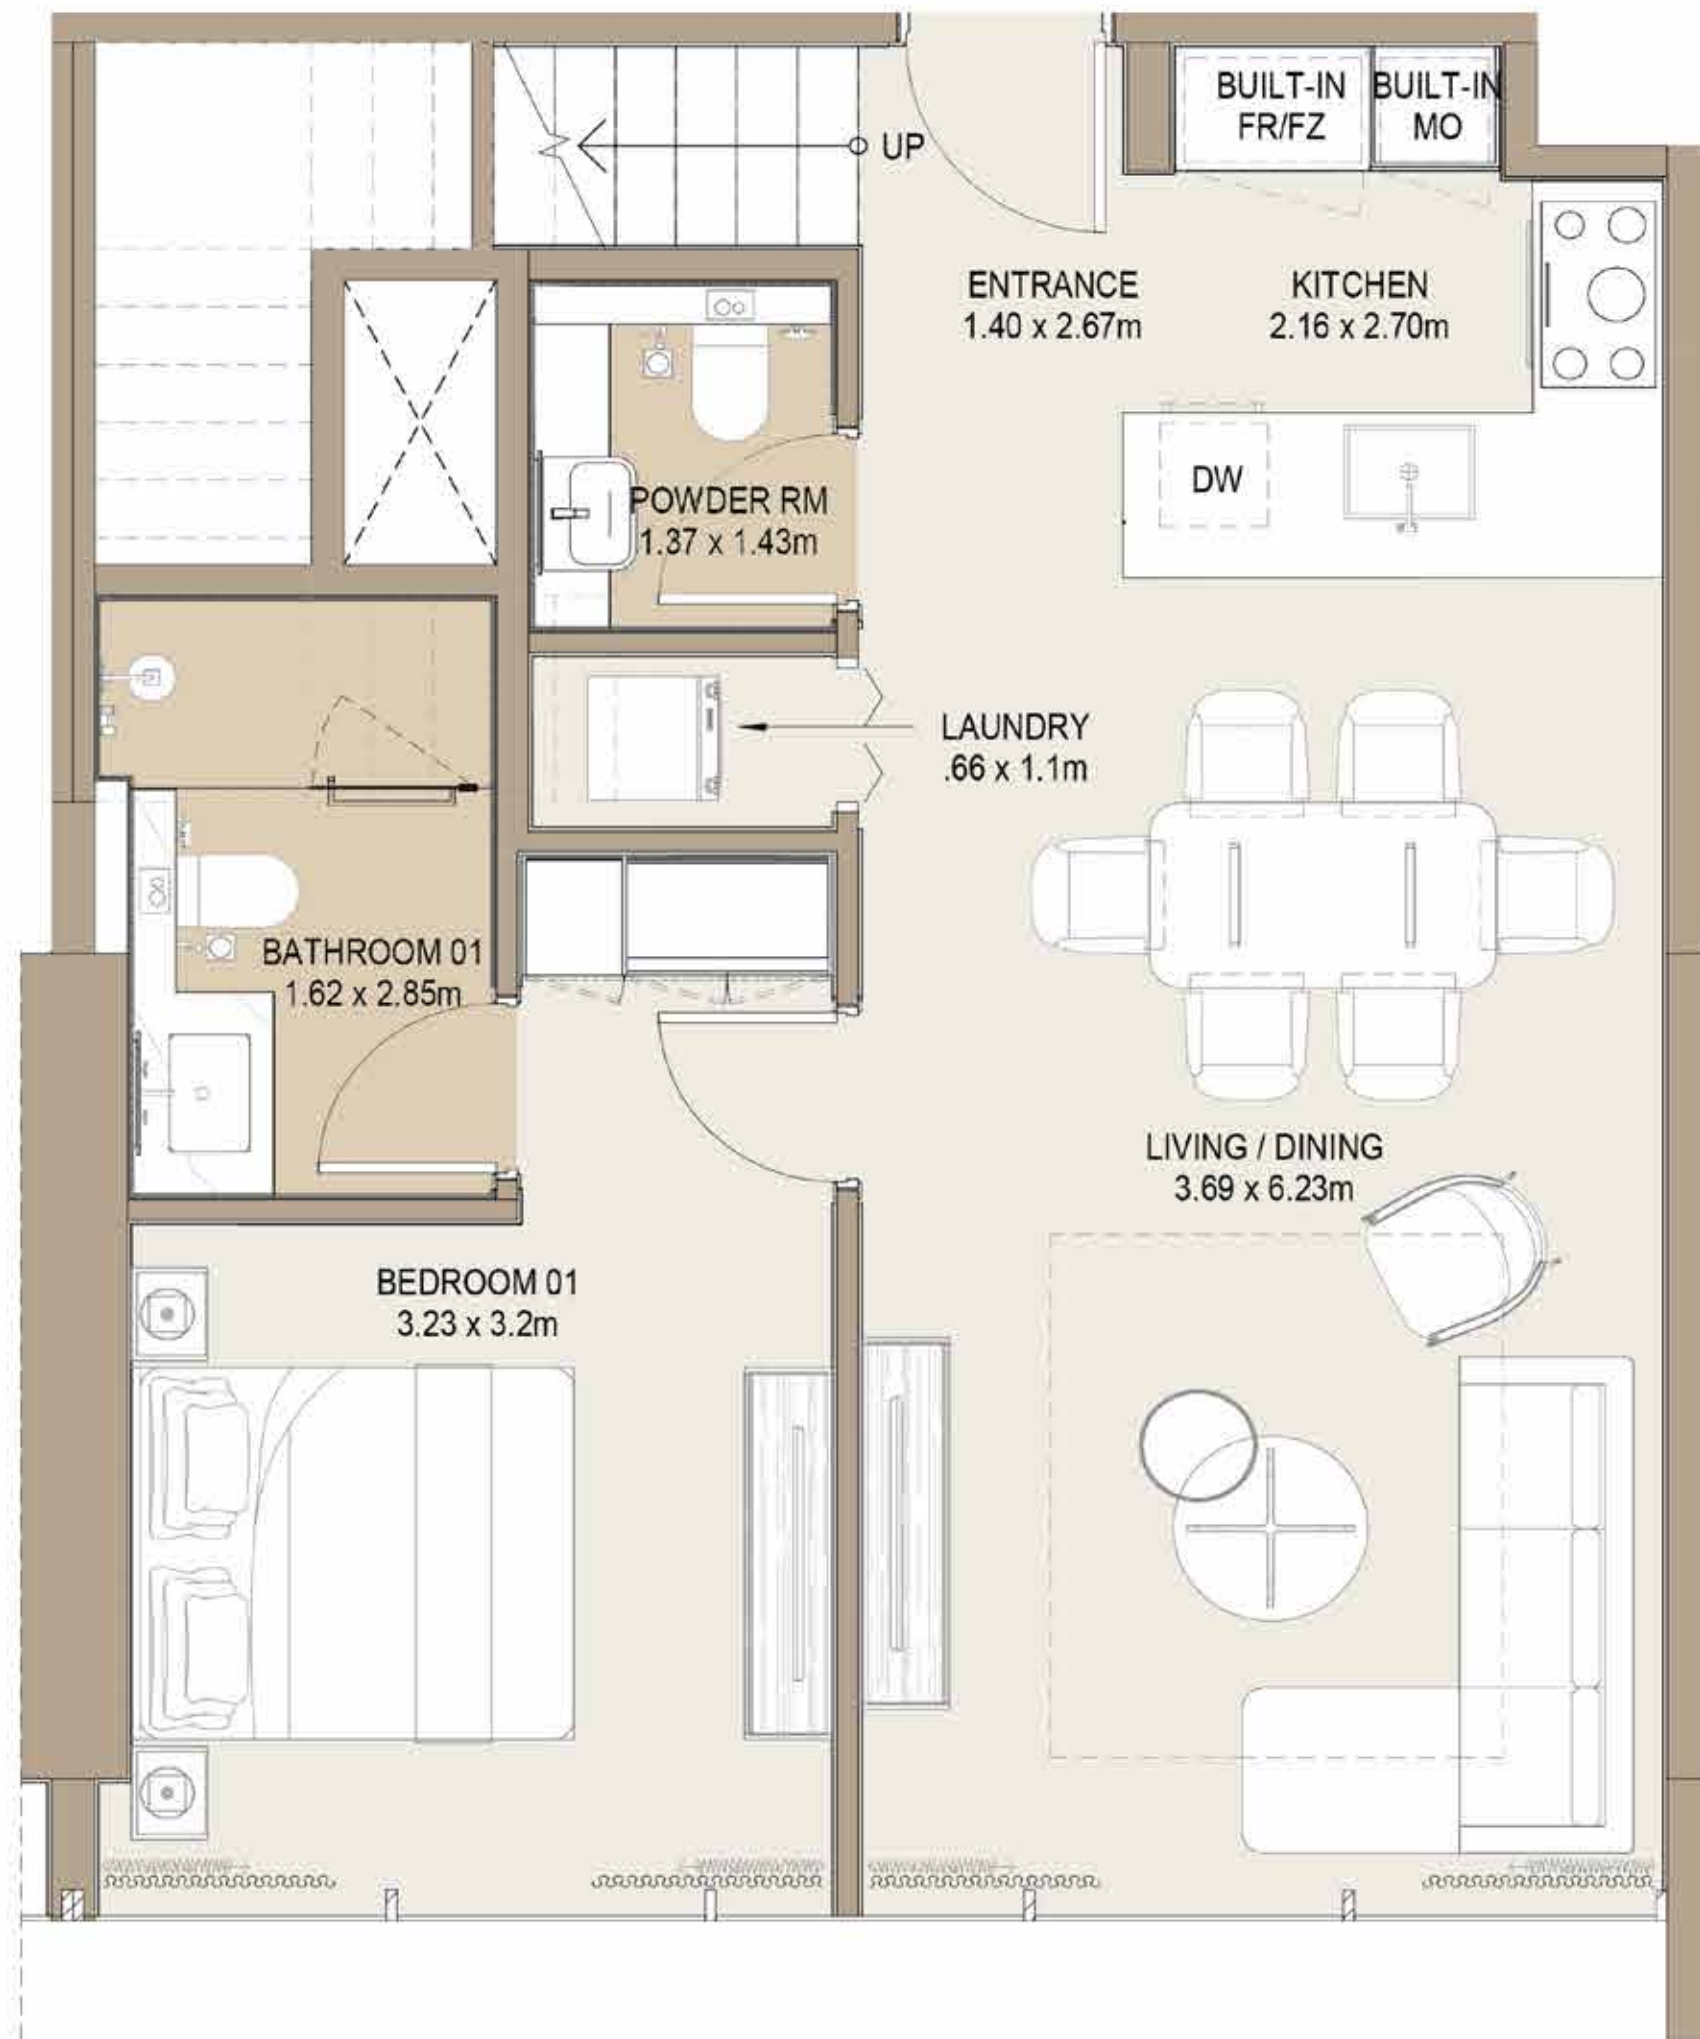 BUILT-IN
FR/FZ
BUILT-IN
MO
UP
ENTRANCE
1.40 x 2.67m
KITCHEN
2.16 x 2.70m
DW
POWDER RM
1.37 x 1.43m
LAUNDRY
.66 x 1.1m
BATHROOM 01
1.62 x 2.85m
LIVING / DINING
3.69 x 6.23m
BEDROOM 01
3.23 x 3.2m